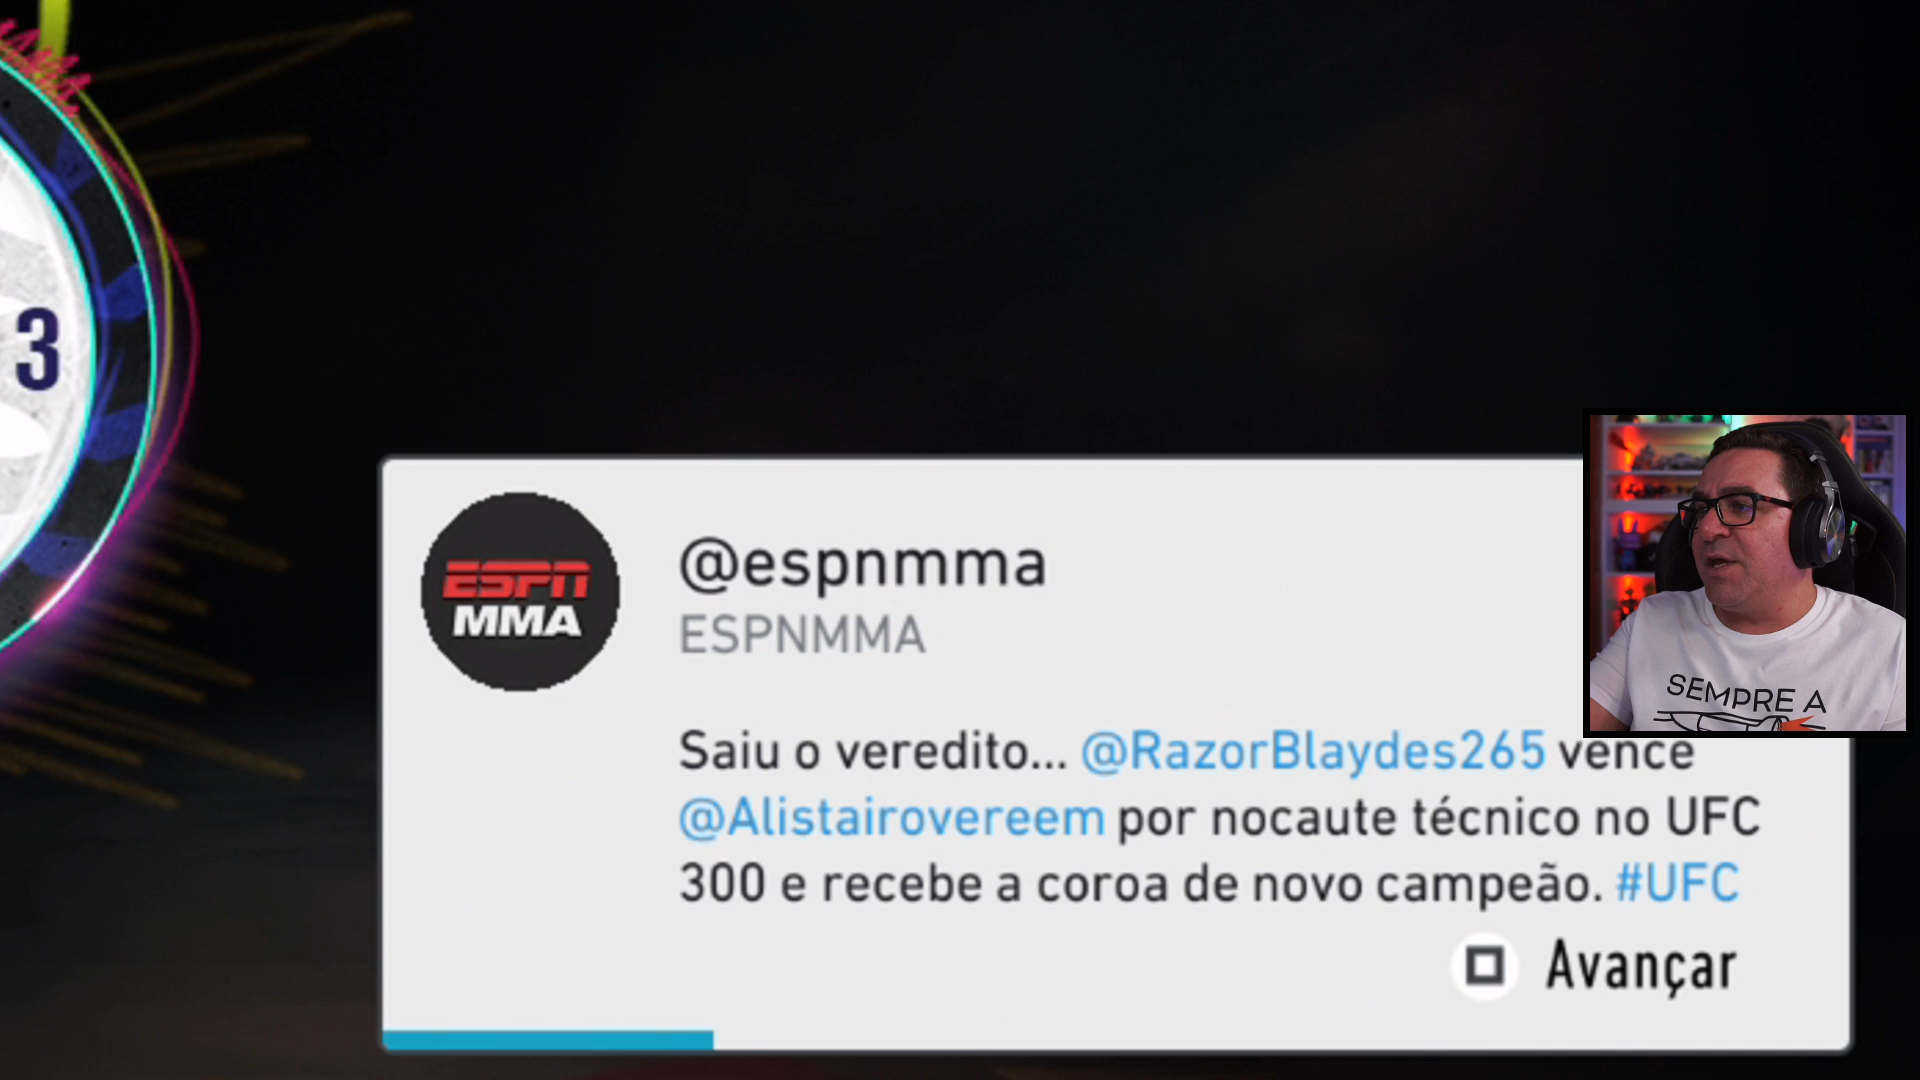 3
ESPN
MMA
@espnmma
ESPNMMA
Saiu o veredito... @RazorBlaydes265 vence
@Alistairovereem por nocaute técnico no UFC
300 e recebe a coroa de novo campeão. #UFC
Avançar
SEMPRE A